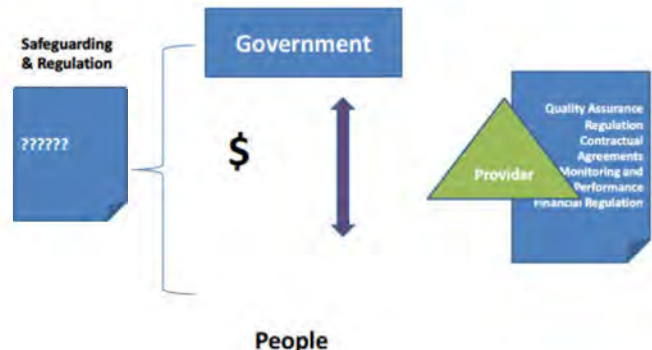 Safeguarding
& Regulation
??????
Government
$
People
Provider
Quality Assurance
Regulation
Contractual
Agreements
Monitoring and
Performance
Financial Regulation